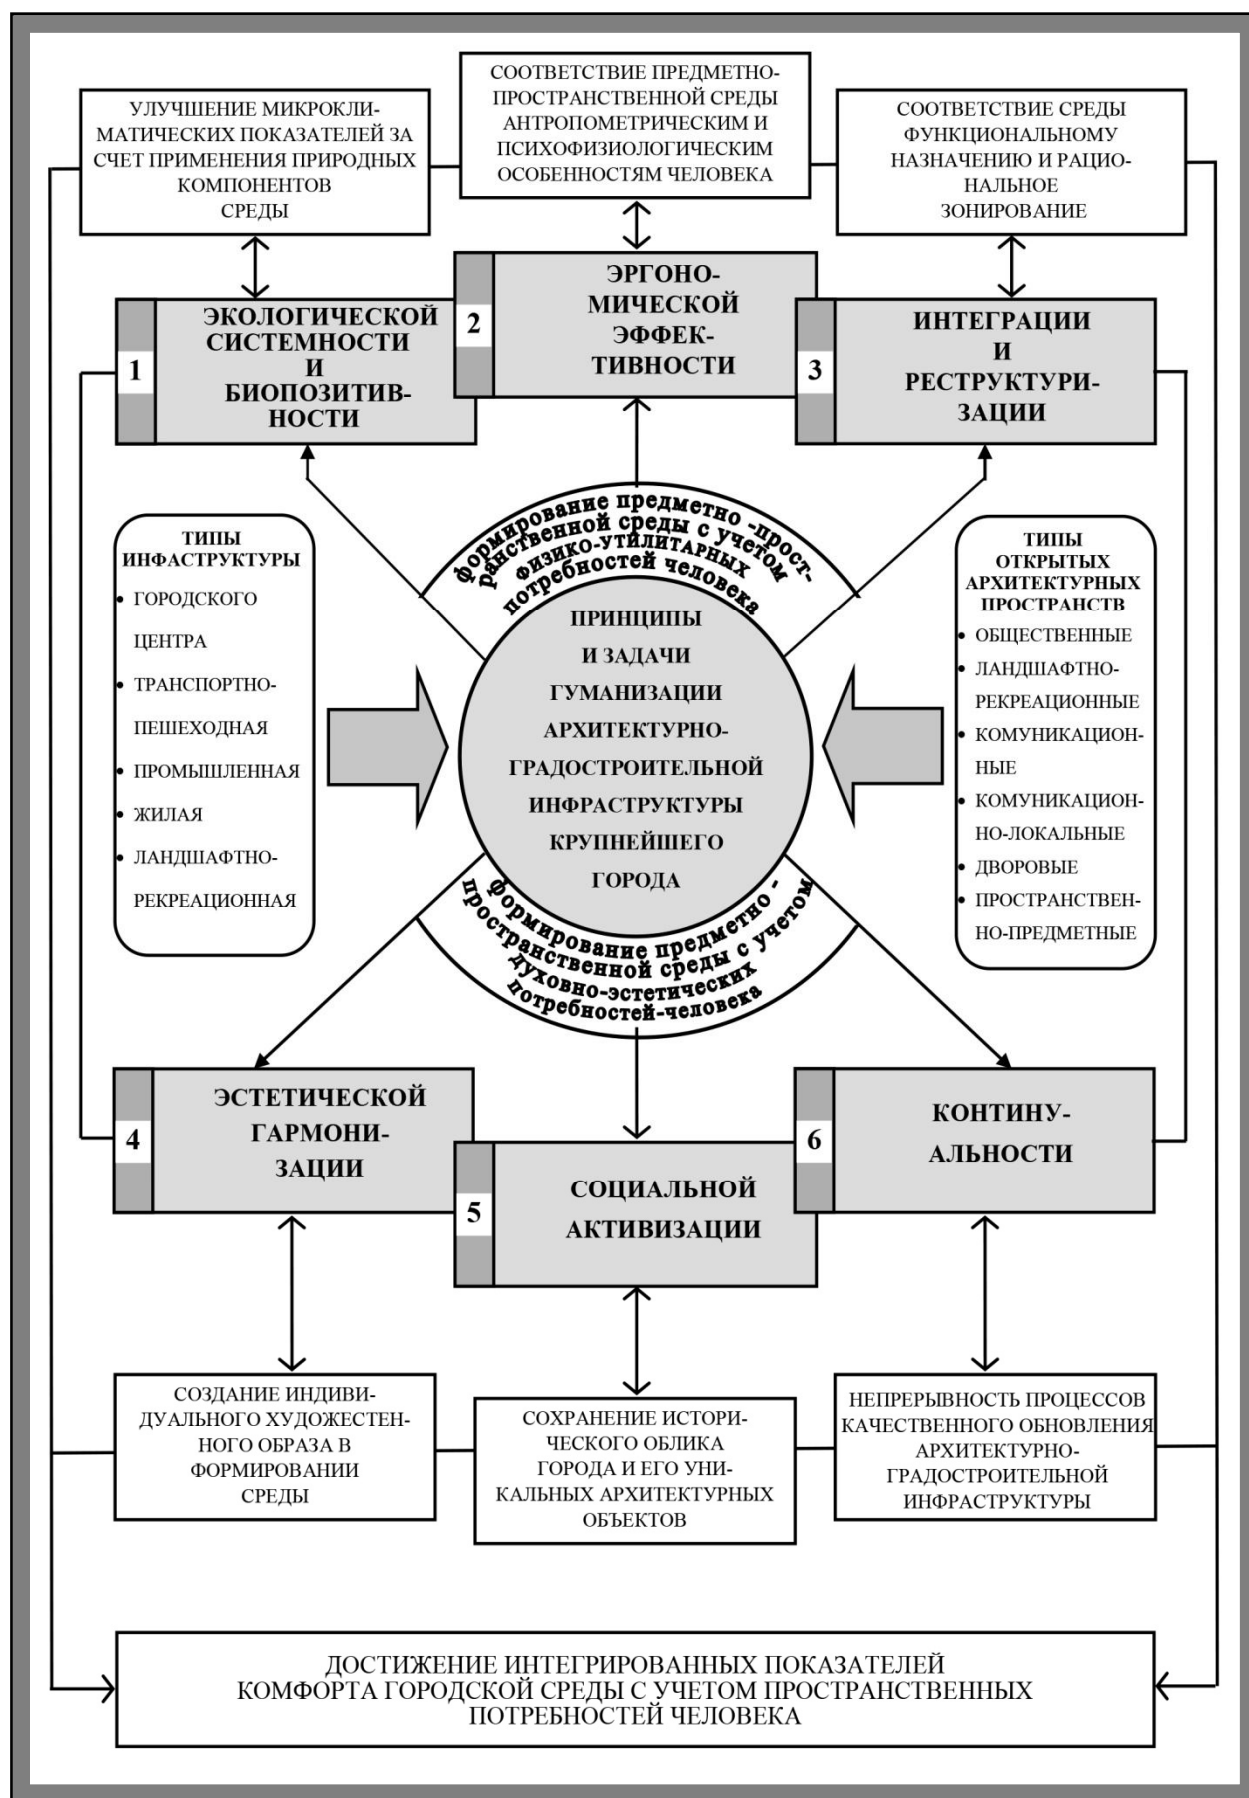 УЛУЧШЕНИЕ МИКРОКЛИ-
МАТИЧЕСКИХ ПОКАЗАТЕЛЕЙ ЗА
СЧЕТ ПРИМЕНЕНИЯ ПРИРОДНЫХ
КОМПОНЕНТОВ
СРЕДЫ
СООТВЕТСТВИЕ ПРЕДМЕТНО-
ПРОСТРАНСТВЕННОЙ СРЕДЫ
АНТРОПОМЕТРИЧЕСКИМ И
ПСИХОФИЗИОЛОГИЧЕСКИМ
ОСОБЕННОСТЯМ ЧЕЛОВЕКА
СООТВЕТСТВИЕ СРЕДЫ
ФУНКЦИОНАЛЬНОМУ
НАЗНАЧЕНИЮ И РАЦИО-
НАЛЬНОЕ
ЗОНИРОВАНИЕ
1
ЭКОЛОГИЧЕСКОЙ
СИСТЕМНОСТИ
И
БИОПОЗИТИВ-
НОСТИ
2
ЭРГОНО-
МИЧЕСКОЙ
ЭФФЕК-
ТИВНОСТИ
3
ИНТЕГРАЦИИ
И
РЕСТРУКТУРИ-
ЗАЦИИ
формирование предметно -прост-
ранственной среды с учетом
ФИЗИКО-УТИЛИТАРНЫХ
потребностей человека
ТИПЫ
ИНФАСТРУКТУРЫ
• ГОРОДСКОГО
ЦЕНТРА
• ТРАНСПОРТНО-
ПЕШЕХОДНАЯ
• ПРОМЫШЛЕННАЯ
• ЖИЛАЯ
• ЛАНДШАФТНО-
РЕКРЕАЦИОННАЯ
ПРИНЦИПЫ
И ЗАДАЧИ
ГУМАНИЗАЦИИ
АРХИТЕКТУРНО-
ГРАДОСТРОИТЕЛЬНОЙ
ИНФРАСТРУКТУРЫ
КРУПНЕЙШЕГО
ГОРОДА
ТИПЫ
ОТКРЫТЫХ
АРХИТЕКТУРНЫХ
ПРОСТРАНСТВ
• ОБЩЕСТВЕННЫЕ
• ЛАНДШАФТНО-
РЕКРЕАЦИОННЫЕ
• КОМУНИКАЦИОН-
НЫЕ
• КОМУНИКАЦИОН-
НО-ЛОКАЛЬНЫЕ
• ДВОРОВЫЕ
• ПРОСТРАНСТВЕН-
НО-ПРЕДМЕТНЫЕ
формирование предметно -
пространственной среды с учетом
духовно-эстетических
потребностей-человека
4
ЭСТЕТИЧЕСКОЙ
ГАРМОНИ-
ЗАЦИИ
5
СОЦИАЛЬНОЙ
АКТИВИЗАЦИИ
6
КОНТИНУ-
АЛЬНОСТИ
СОЗДАНИЕ ИНДИВИ-
ДУАЛЬНОГО ХУДОЖЕСТЕН-
НОГО ОБРАЗА В
ФОРМИРОВАНИИ
СРЕДЫ
СОХРАНЕНИЕ ИСТОРИ-
ЧЕСКОГО ОБЛИКА
ГОРОДА И ЕГО УНИ-
КАЛЬНЫХ АРХИТЕКТУРНЫХ
ОБЪЕКТОВ
НЕПРЕРЫВНОСТЬ ПРОЦЕССОВ
КАЧЕСТВЕННОГО ОБНОВЛЕНИЯ
АРХИТЕКТУРНО-
ГРАДОСТРОИТЕЛЬНОЙ
ИНФРАСТРУКТУРЫ
ДОСТИЖЕНИЕ ИНТЕГРИРОВАННЫХ ПОКАЗАТЕЛЕЙ
КОМФОРТА ГОРОДСКОЙ СРЕДЫ С УЧЕТОМ ПРОСТРАНСТВЕННЫХ
ПОТРЕБНОСТЕЙ ЧЕЛОВЕКА